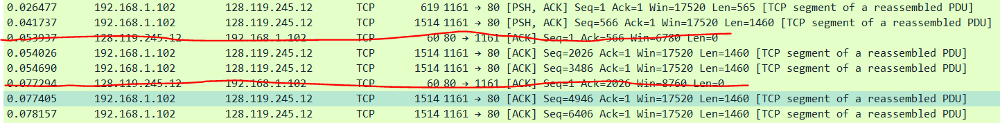 0.026477 192.168.1.102 128.119.245.12 TCP 619 1161 → 80 [PSH, ACK] Seq=1 Ack=1 Win=17520 Len=565 [TCP segment of a reassembled PDU]
0.041737 192.168.1.102 128.119.245.12 TCP 1514 1161 → 80 [PSH, ACK] Seq=566 Ack=1 Win=17520 Len=1460 [TCP segment of a reassembled PDU]
0.053937 128.119.245.12 192.168.1.102 TCP 60 80 → 1161 [ACK] Seq=1 Ack=566 Win=6780 Len=0
0.054026 192.168.1.102 128.119.245.12 TCP 1514 1161 → 80 [ACK] Seq=2026 Ack=1 Win=17520 Len=1460 [TCP segment of a reassembled PDU]
0.054690 192.168.1.102 128.119.245.12 TCP 1514 1161 → 80 [ACK] Seq=3486 Ack=1 Win=17520 Len=1460 [TCP segment of a reassembled PDU]
0.077294 128.119.245.12 192.168.1.102 TCP 60 80 → 1161 [ACK] Seq=1 Ack=2026 Win=8760 Len=0
0.077405 192.168.1.102 128.119.245.12 TCP 1514 1161 → 80 [ACK] Seq=4946 Ack=1 Win=17520 Len=1460 [TCP segment of a reassembled PDU]
0.078157 192.168.1.102 128.119.245.12 TCP 1514 1161 → 80 [ACK] Seq=6406 Ack=1 Win=17520 Len=1460 [TCP segment of a reassembled PDU]